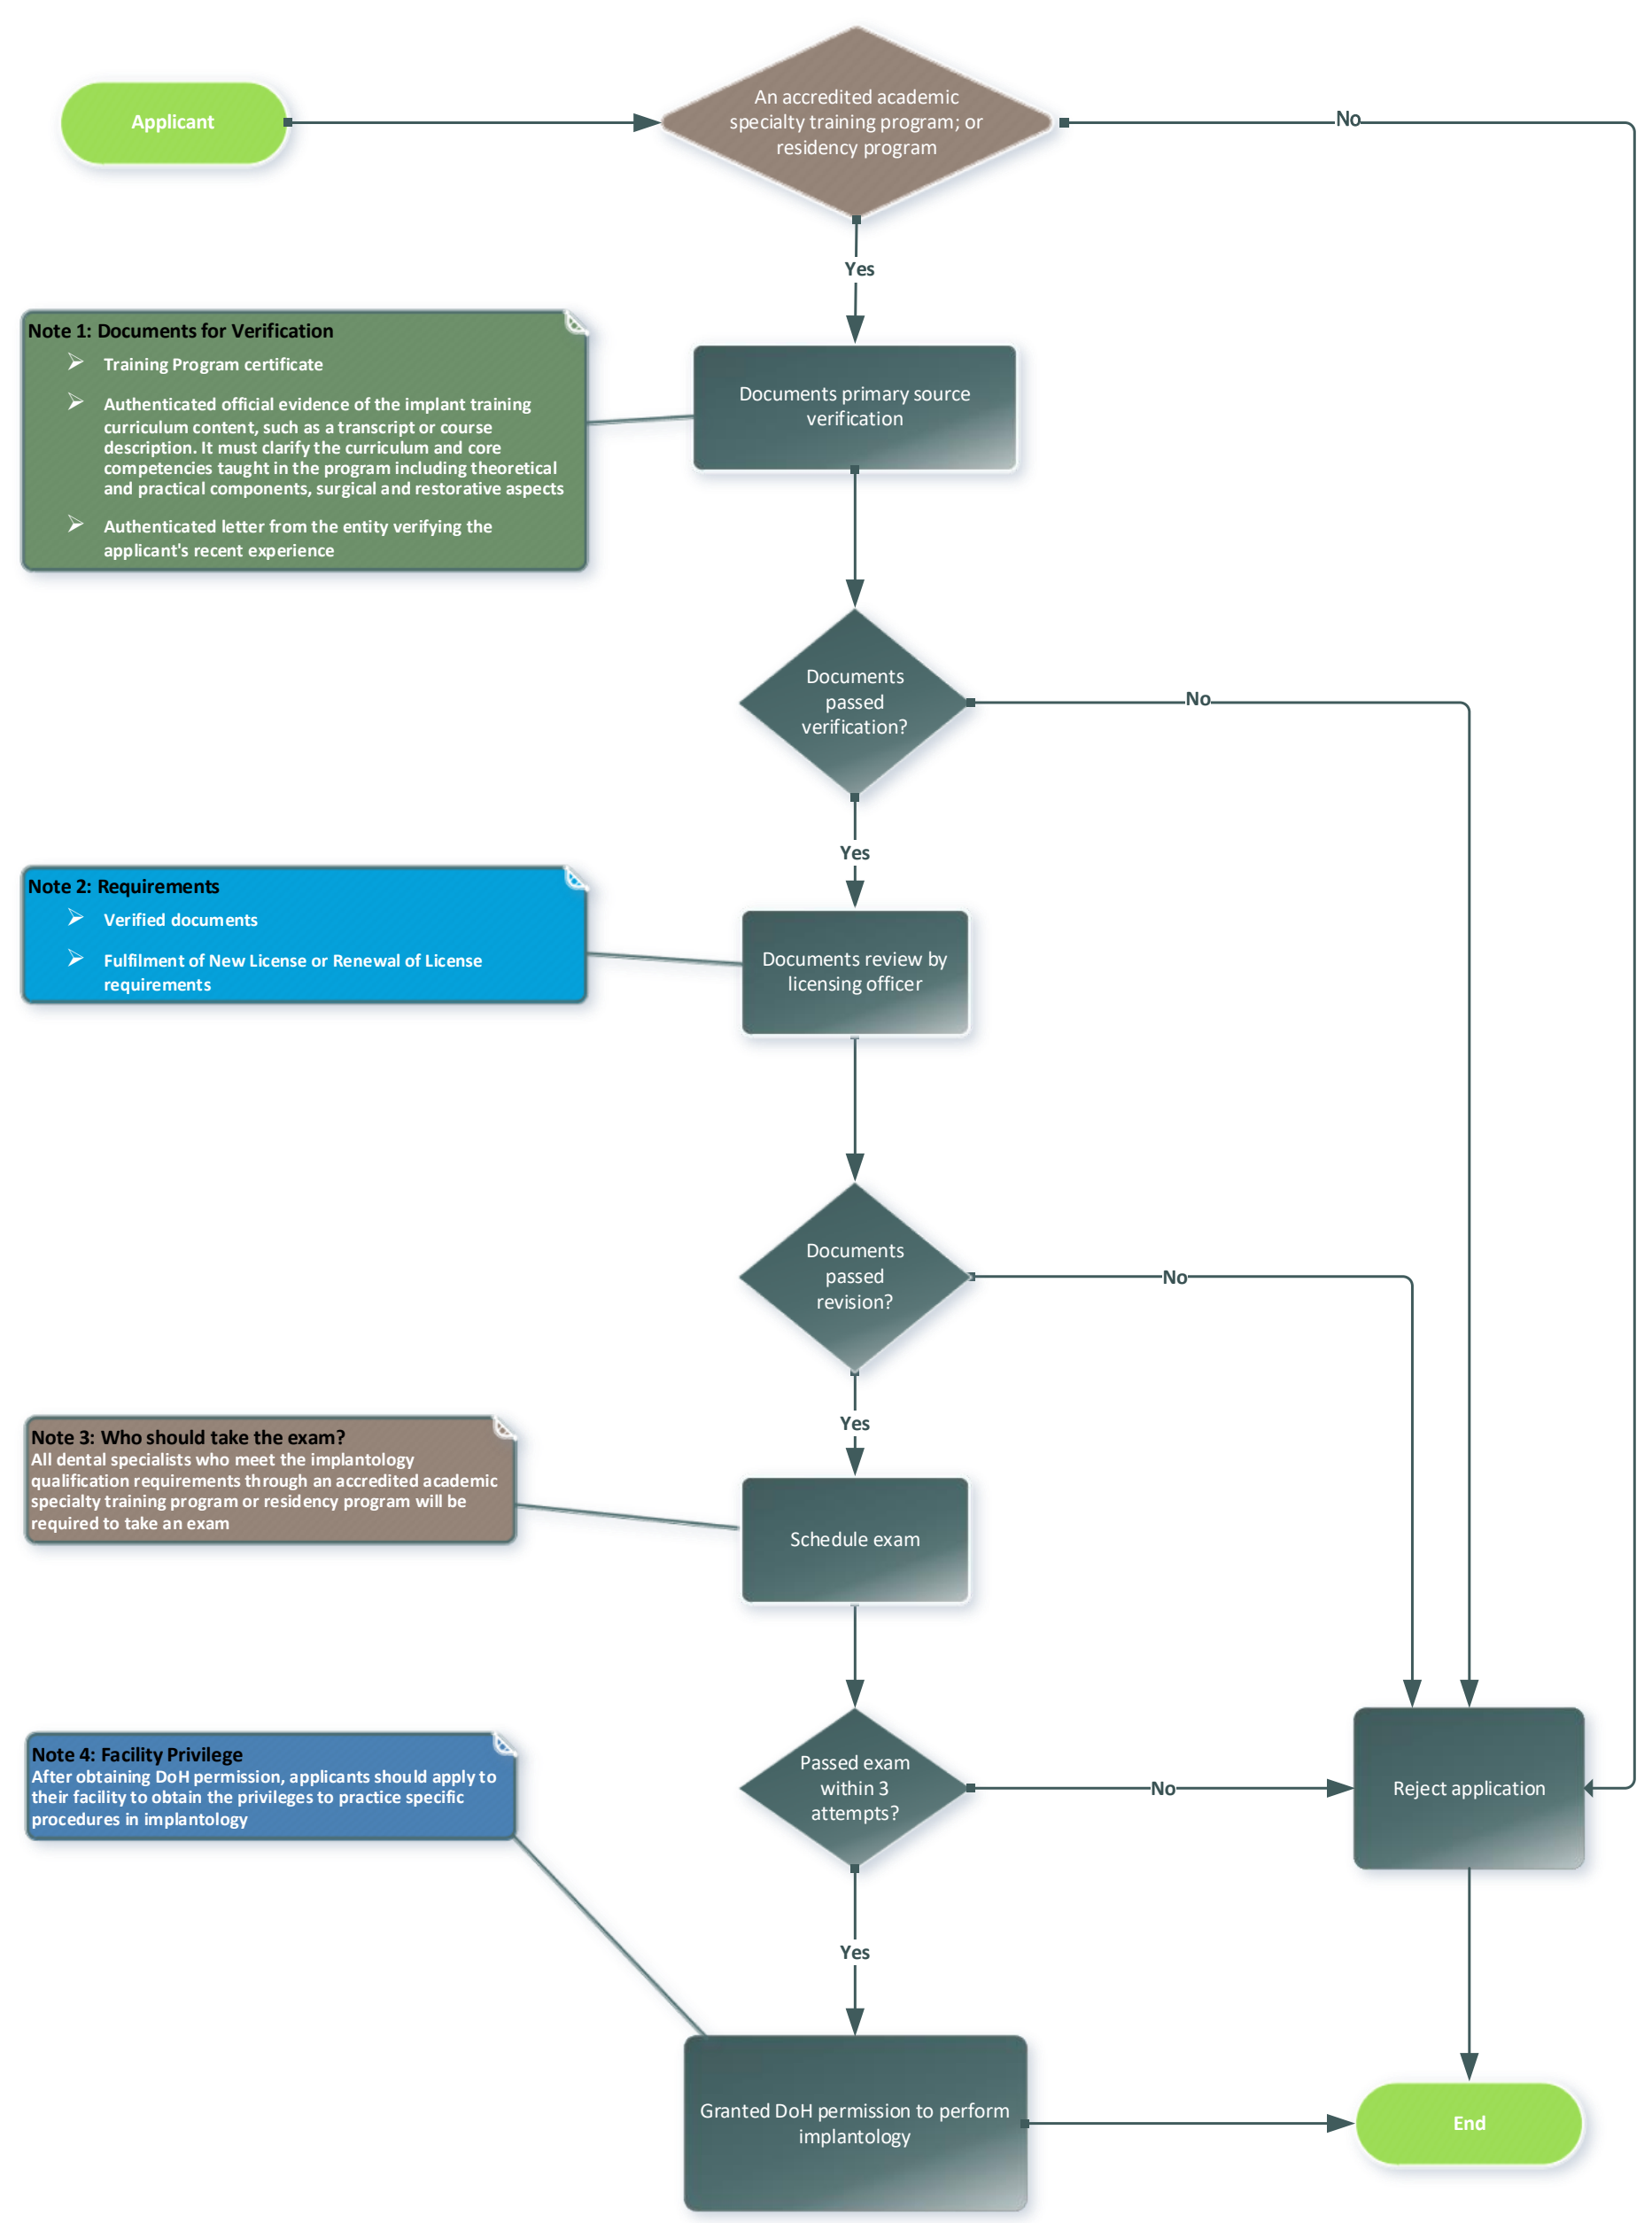 Applicant
An accredited academic
specialty training program; or
residency program
No
Yes
Note 1: Documents for Verification
➢ Training Program certificate
➢ Authenticated official evidence of the implant training
curriculum content, such as a transcript or course
description. It must clarify the curriculum and core
competencies taught in the program including theoretical
and practical components, surgical and restorative aspects
➢ Authenticated letter from the entity verifying the
applicant's recent experience
Documents primary source
verification
Documents
passed
verification?
No
Yes
Note 2: Requirements
➢ Verified documents
➢ Fulfilment of New License or Renewal of License
requirements
Documents review by
licensing officer
Documents
passed
revision?
No
Yes
Note 3: Who should take the exam?
All dental specialists who meet the implantology
qualification requirements through an accredited academic
specialty training program or residency program will be
required to take an exam
Schedule exam
Note 4: Facility Privilege
After obtaining DoH permission, applicants should apply to
their facility to obtain the privileges to practice specific
procedures in implantology
Passed exam
within 3
attempts?
No
Reject application
Yes
Granted DoH permission to perform
implantology
End